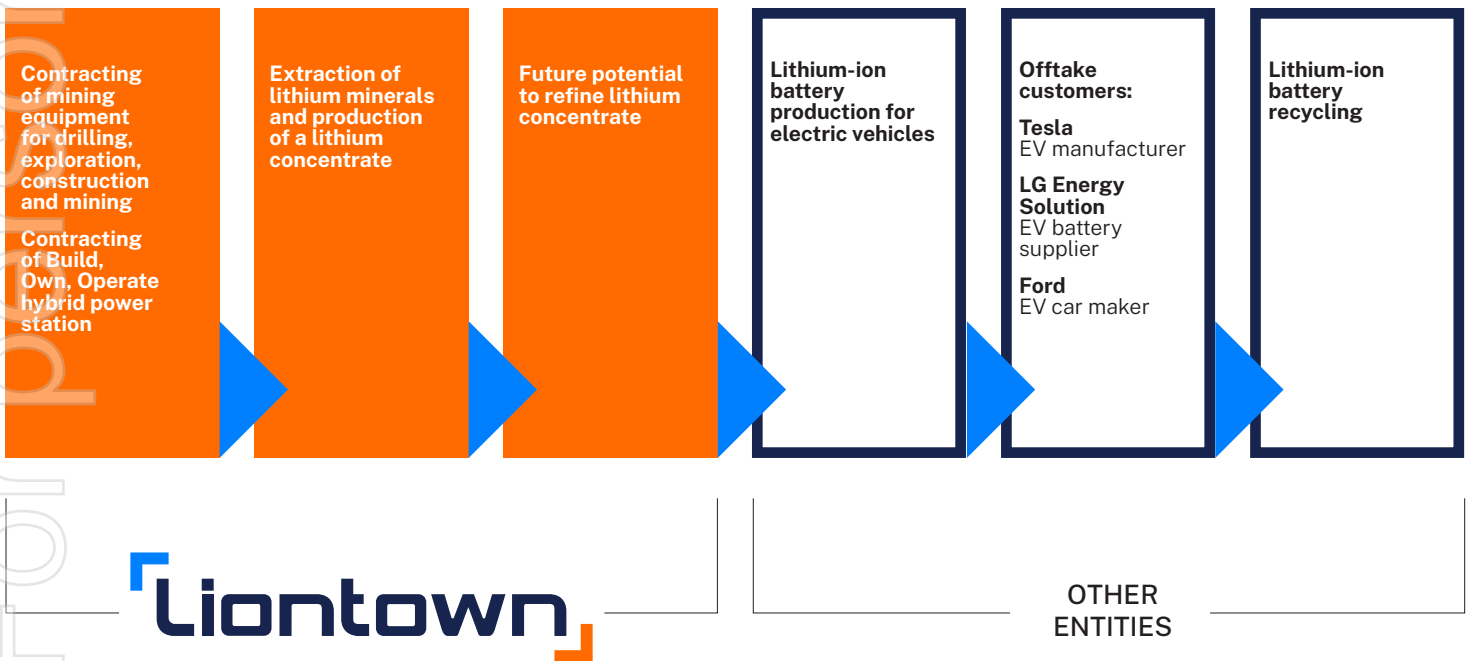 Contracting
of mining
equipment
for drilling,
exploration,
construction
and mining
Contracting
of Build,
Own, Operate
hybrid power
station
Extraction of
lithium minerals
and production
of a lithium
concentrate
Future potential
to refine lithium
concentrate
Lithium-ion
battery
production for
electric vehicles
Offtake
customers:
Tesla
EV manufacturer
LG Energy
Solution
EV battery
supplier
Ford
EV car maker
Lithium-ion
battery
recycling
Liontown
OTHER
ENTITIES
For person